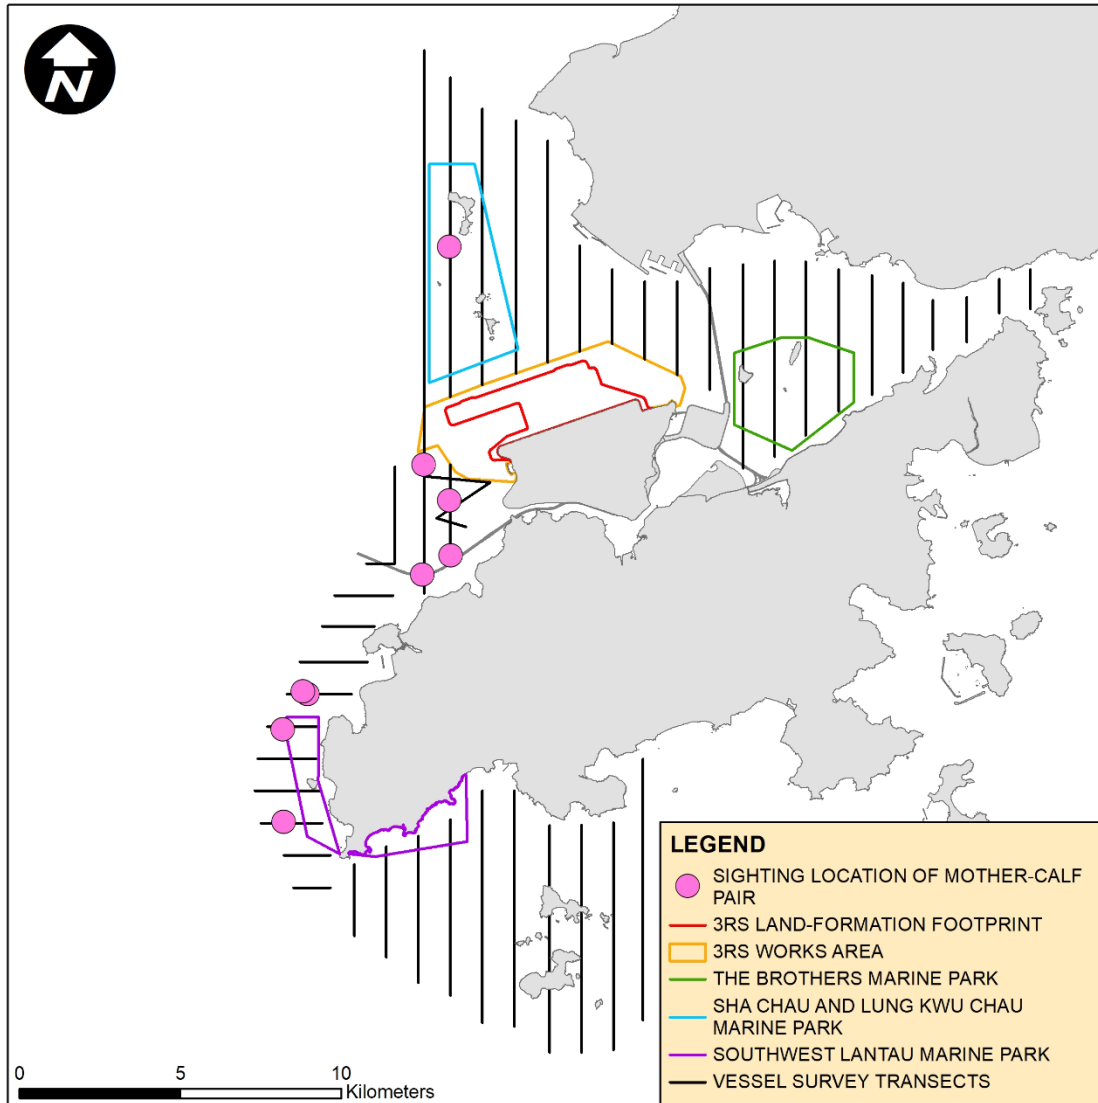 N
LEGEND
SIGHTING LOCATION OF MOTHER-CALF
PAIR
3RS LAND-FORMATION FOOTPRINT
3RS WORKS AREA
THE BROTHERS MARINE PARK
SHA CHAU AND LUNG KWU CHAU
MARINE PARK
SOUTHWEST LANTAU MARINE PARK
VESSEL SURVEY TRANSECTS
0 5 10
Kilometers